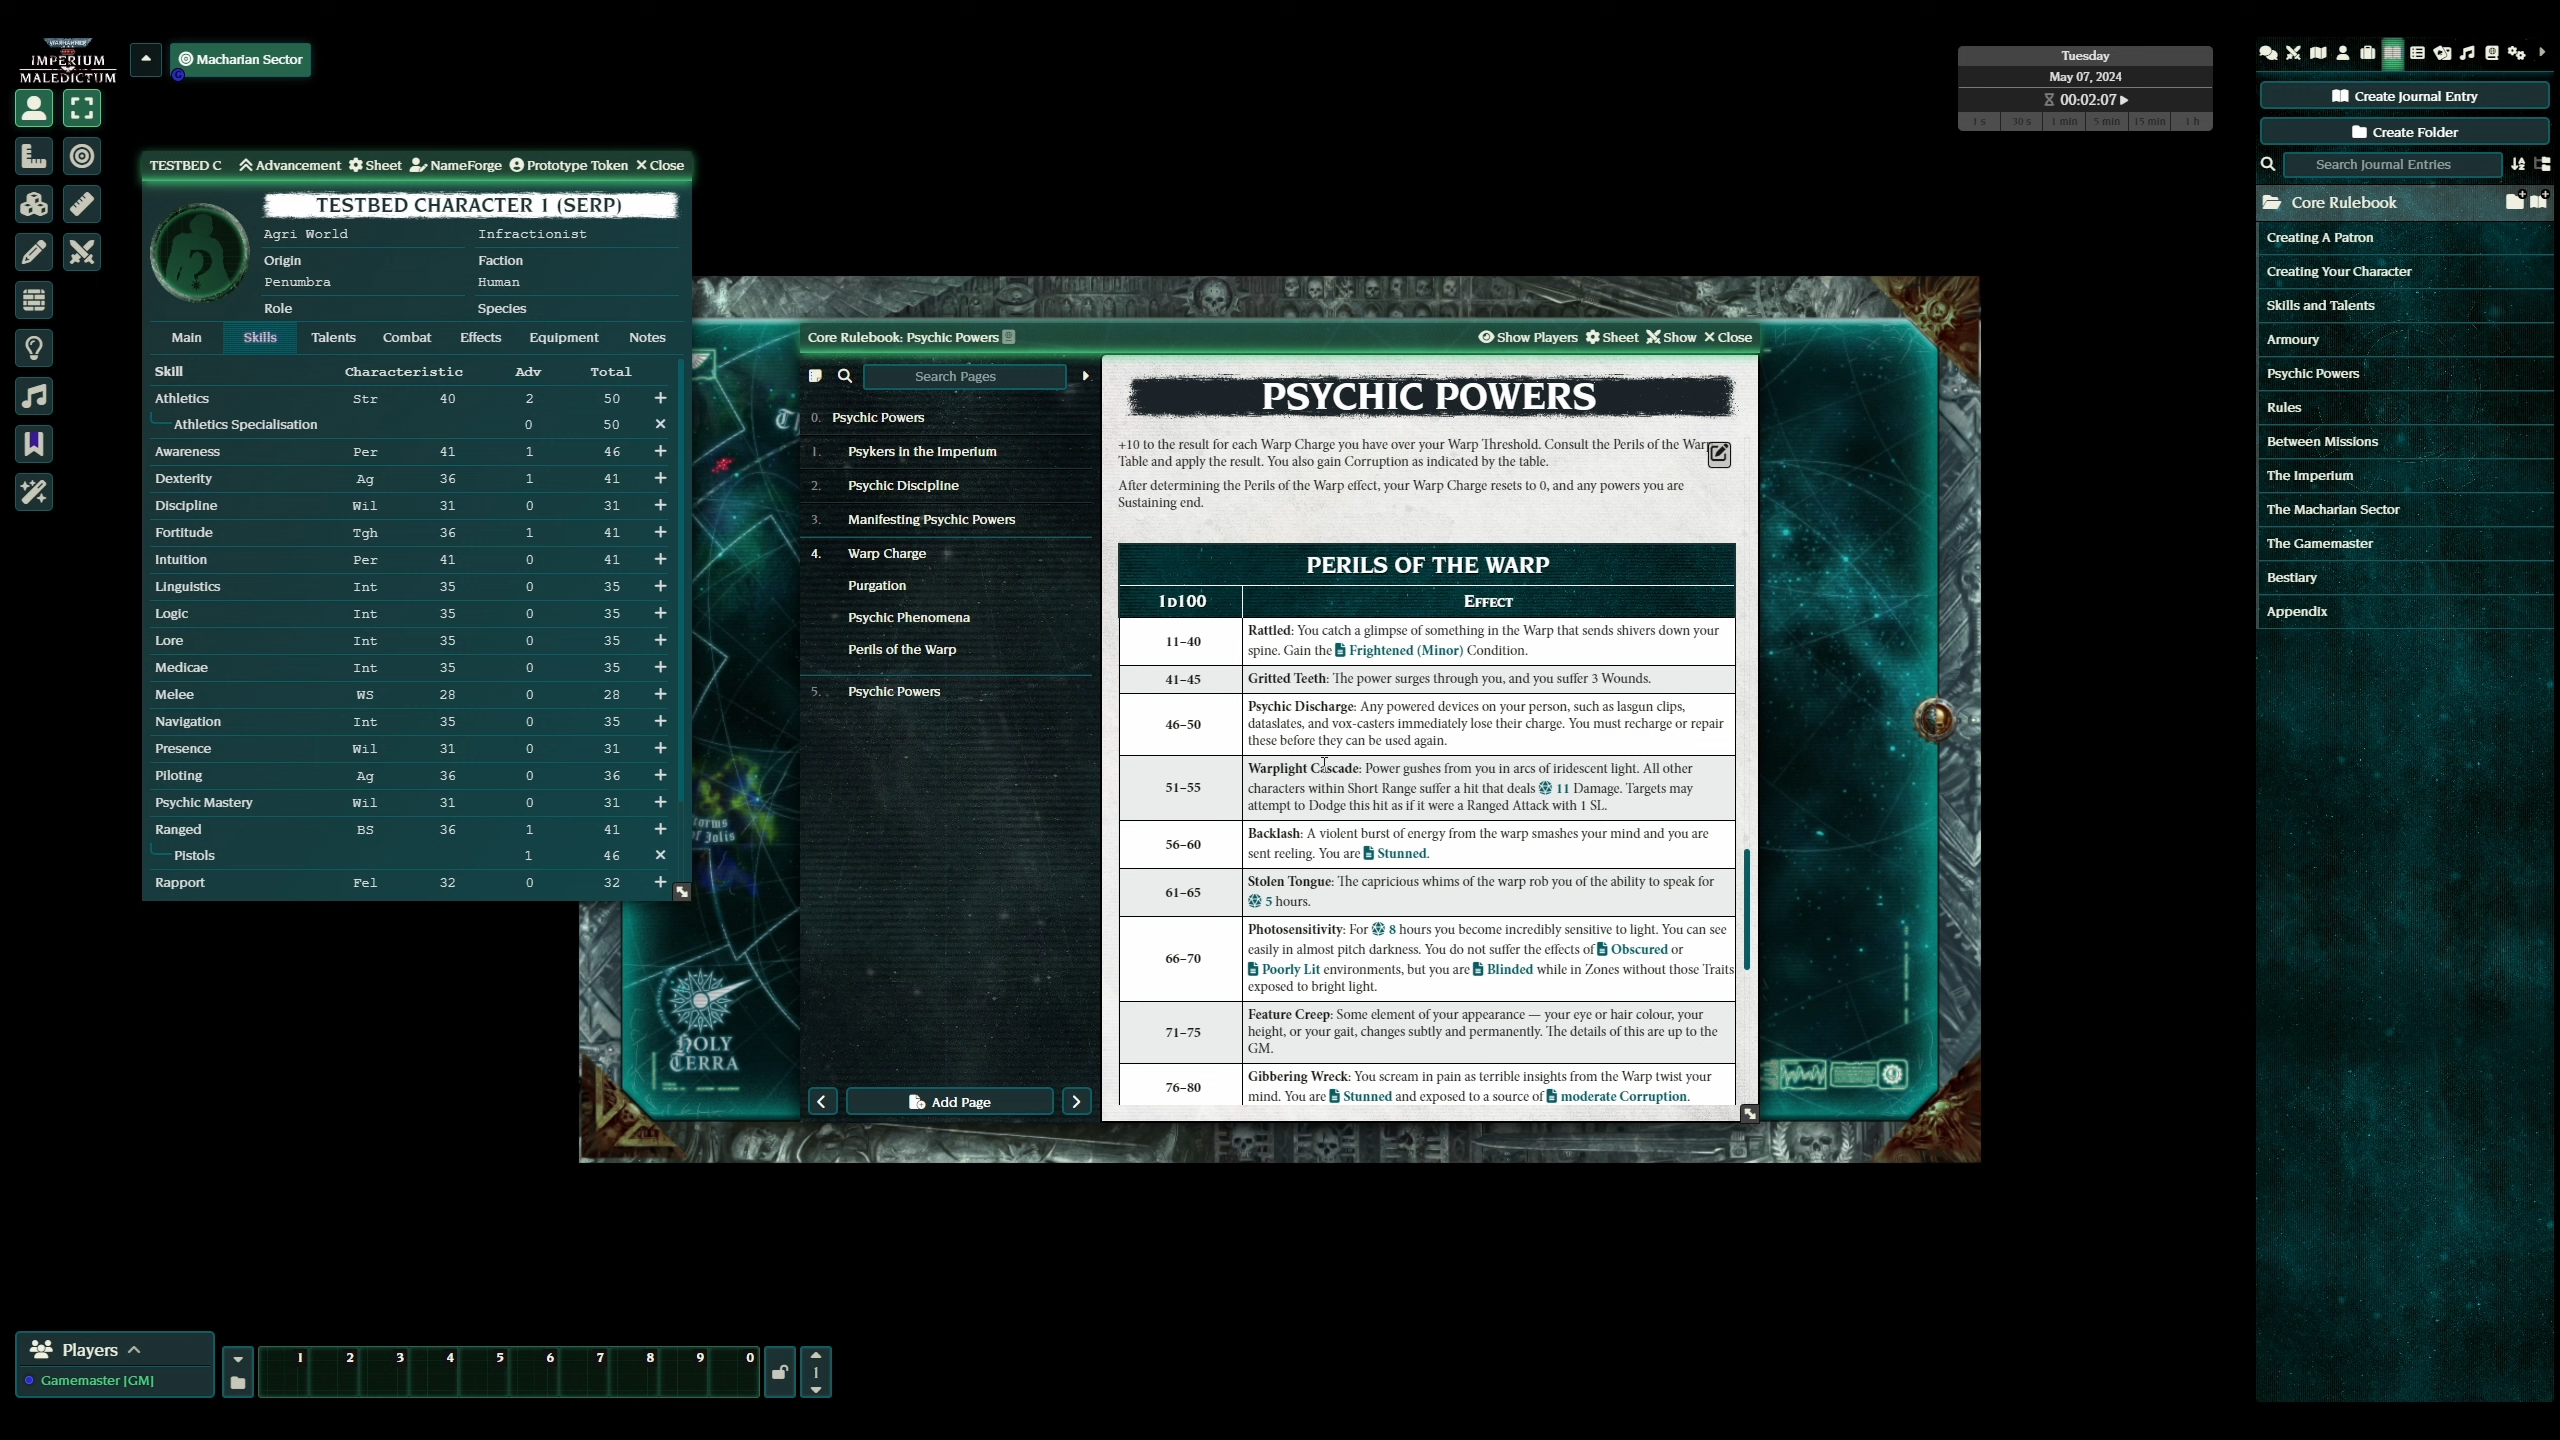 WARHAMMER
IMPERIUM
MALEDICTUM
Macharian Sector
G
Tuesday
May 07, 2024
00:02:07
1 s 30 s 1 min 5 min 15 min 1 h
TESTBED C Advancement Sheet NameForge Prototype Token Close
TESTBED CHARACTER 1 (SERP)
Agri World Infractionist
Origin Faction
Penumbra Human
Role Species
Main Skills Talents Combat Effects Equipment Notes
Skill Characteristic Adv Total
Athletics Str 40 2 50
Athletics Specialisation 0 50
Awareness Per 41 1 46
Dexterity Ag 36 1 41
Discipline Wil 31 0 31
Fortitude Tgh 36 1 41
Intuition Per 41 0 41
Linguistics Int 35 0 35
Logic Int 35 0 35
Lore Int 35 0 35
Medicae Int 35 0 35
Melee WS 28 0 28
Navigation Int 35 0 35
Presence Wil 31 0 31
Piloting Ag 36 0 36
Psychic Mastery Wil 31 0 31
Ranged BS 36 1 41
Pistols 1 46
Rapport Fel 32 0 32
Core Rulebook: Psychic Powers Show Players Sheet Show Close
Search Pages
0. Psychic Powers
1. Psykers in the Imperium
2. Psychic Discipline
3. Manifesting Psychic Powers
4. Warp Charge
Purgation
Psychic Phenomena
Perils of the Warp
5. Psychic Powers
Add Page
PSYCHIC POWERS
+10 to the result for each Warp Charge you have over your Warp Threshold. Consult the Perils of the Warp
Table and apply the result. You also gain Corruption as indicated by the table.
After determining the Perils of the Warp effect, your Warp Charge resets to 0, and any powers you are
Sustaining end.
PERILS OF THE WARP
1D100 EFFECT
11–40 Rattled: You catch a glimpse of something in the Warp that sends shivers down your
spine. Gain the Frightened (Minor) Condition.
41–45 Gritted Teeth: The power surges through you, and you suffer 3 Wounds.
46–50 Psychic Discharge: Any powered devices on your person, such as lasgun clips,
dataslates, and vox-casters immediately lose their charge. You must recharge or repair
these before they can be used again.
51–55 Warplight Cascade: Power gushes from you in arcs of iridescent light. All other
characters within Short Range suffer a hit that deals 11 Damage. Targets may
attempt to Dodge this hit as if it were a Ranged Attack with 1 SL.
56–60 Backlash: A violent burst of energy from the warp smashes your mind and you are
sent reeling. You are Stunned.
61–65 Stolen Tongue: The capricious whims of the warp rob you of the ability to speak for
5 hours.
66–70 Photosensitivity: For 8 hours you become incredibly sensitive to light. You can see
easily in almost pitch darkness. You do not suffer the effects of Obscured or
Poorly Lit environments, but you are Blinded while in Zones without those Traits
exposed to bright light.
71–75 Feature Creep: Some element of your appearance — your eye or hair colour, your
height, or your gait, changes subtly and permanently. The details of this are up to the
GM.
76–80 Gibbering Wreck: You scream in pain as terrible insights from the Warp twist your
mind. You are Stunned and exposed to a source of moderate Corruption.
HOLY
TERRA
Create Journal Entry
Create Folder
Search Journal Entries
Core Rulebook
Creating A Patron
Creating Your Character
Skills and Talents
Armoury
Psychic Powers
Rules
Between Missions
The Imperium
The Macharian Sector
The Gamemaster
Bestiary
Appendix
Players
Gamemaster [GM]
1 2 3 4 5 6 7 8 9 0
1